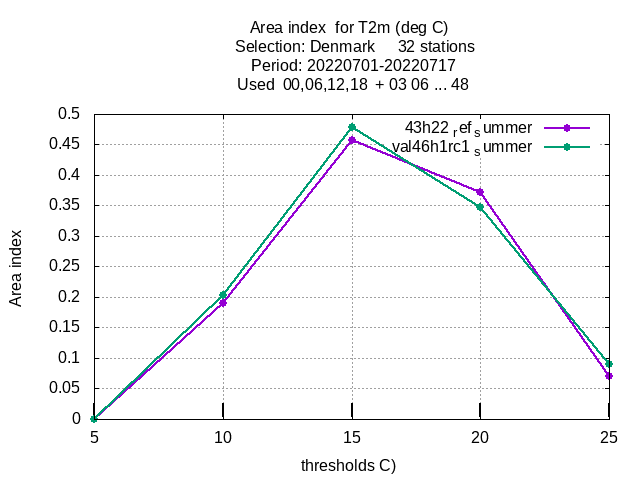 Area index  for T2m (deg C)
Selection: Denmark     32 stations
Period: 20220701-20220717
Used  00,06,12,18  + 03 06 ... 48
43h22_ref_summer
val46h1rc1_summer
0.5
0.45
0.4
0.35
0.3
0.25
0.2
0.15
0.1
0.05
0
Area index
5 10 15 20 25
thresholds C)